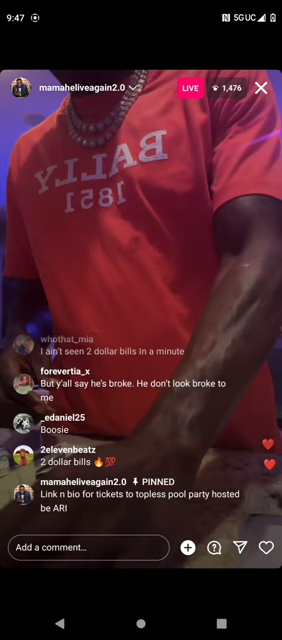 9:47 5GUC
mamaheliveagain2.0 LIVE 1,476
BALLY
1851
whothat_mia
I ain't seen 2 dollar bills In a minute
forevertia_x
But y'all say he's broke. He don't look broke to
me
_edaniel25
Boosie
2elevenbeatz
2 dollar bills 🔥💯
mamaheliveagain2.0 PINNED
Link n bio for tickets to topless pool party hosted
be ARI
Add a comment...